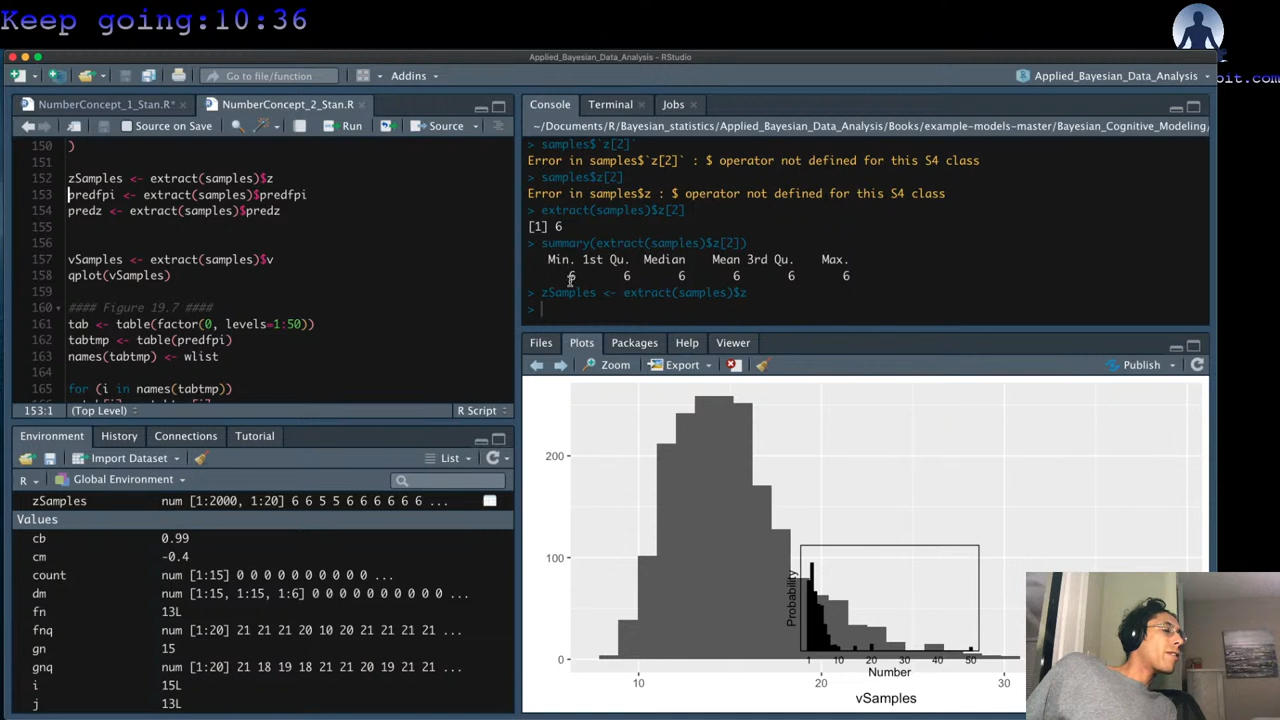 Keep going:10:36
Applied_Bayesian_Data_Analysis - RStudio
Go to file/function
Addins
Applied_Bayesian_Data_Analysis
oit.com
NumberConcept_1_Stan.R*
NumberConcept_2_Stan.R
Source on Save
Run
Source
150 )
151
152 zSamples <- extract(samples)$z
153 predfpi <- extract(samples)$predfpi
154 predz <- extract(samples)$predz
155
156
157 vSamples <- extract(samples)$v
158 qplot(vSamples)
159
160 #### Figure 19.7 ####
161 tab <- table(factor(0, levels=1:50))
162 tabtmp <- table(predfpi)
163 names(tabtmp) <- wlist
164
165 for (i in names(tabtmp))
153:1 (Top Level)
R Script
Console Terminal Jobs
~/Documents/R/Bayesian_statistics/Applied_Bayesian_Data_Analysis/Books/example-models-master/Bayesian_Cognitive_Modeling/
> samples$`z[2]`
Error in samples$`z[2]` : $ operator not defined for this S4 class
> samples$z[2]
Error in samples$z : $ operator not defined for this S4 class
> extract(samples)$z[2]
[1] 6
> summary(extract(samples)$z[2])
Min. 1st Qu. Median Mean 3rd Qu. Max.
6 6 6 6 6 6
> zSamples <- extract(samples)$z
>
Environment History Connections Tutorial
Import Dataset
List
R
Global Environment
zSamples num [1:2000, 1:20] 6 6 5 5 6 6 6 6 6 6 ...
Values
cb 0.99
cm -0.4
count num [1:15] 0 0 0 0 0 0 0 0 0 0 ...
dm num [1:15, 1:15, 1:6] 0 0 0 0 0 0 0 0 0 0 ...
fn 13L
fnq num [1:20] 21 21 21 20 10 20 21 21 21 21 ...
gn 15
gnq num [1:20] 21 18 19 18 21 21 20 19 21 21 ...
i 15L
j 13L
Files Plots Packages Help Viewer
Zoom
Export
Publish
200
100
0
10 20 30
vSamples
Probability
1 10 20 30 40 50
Number